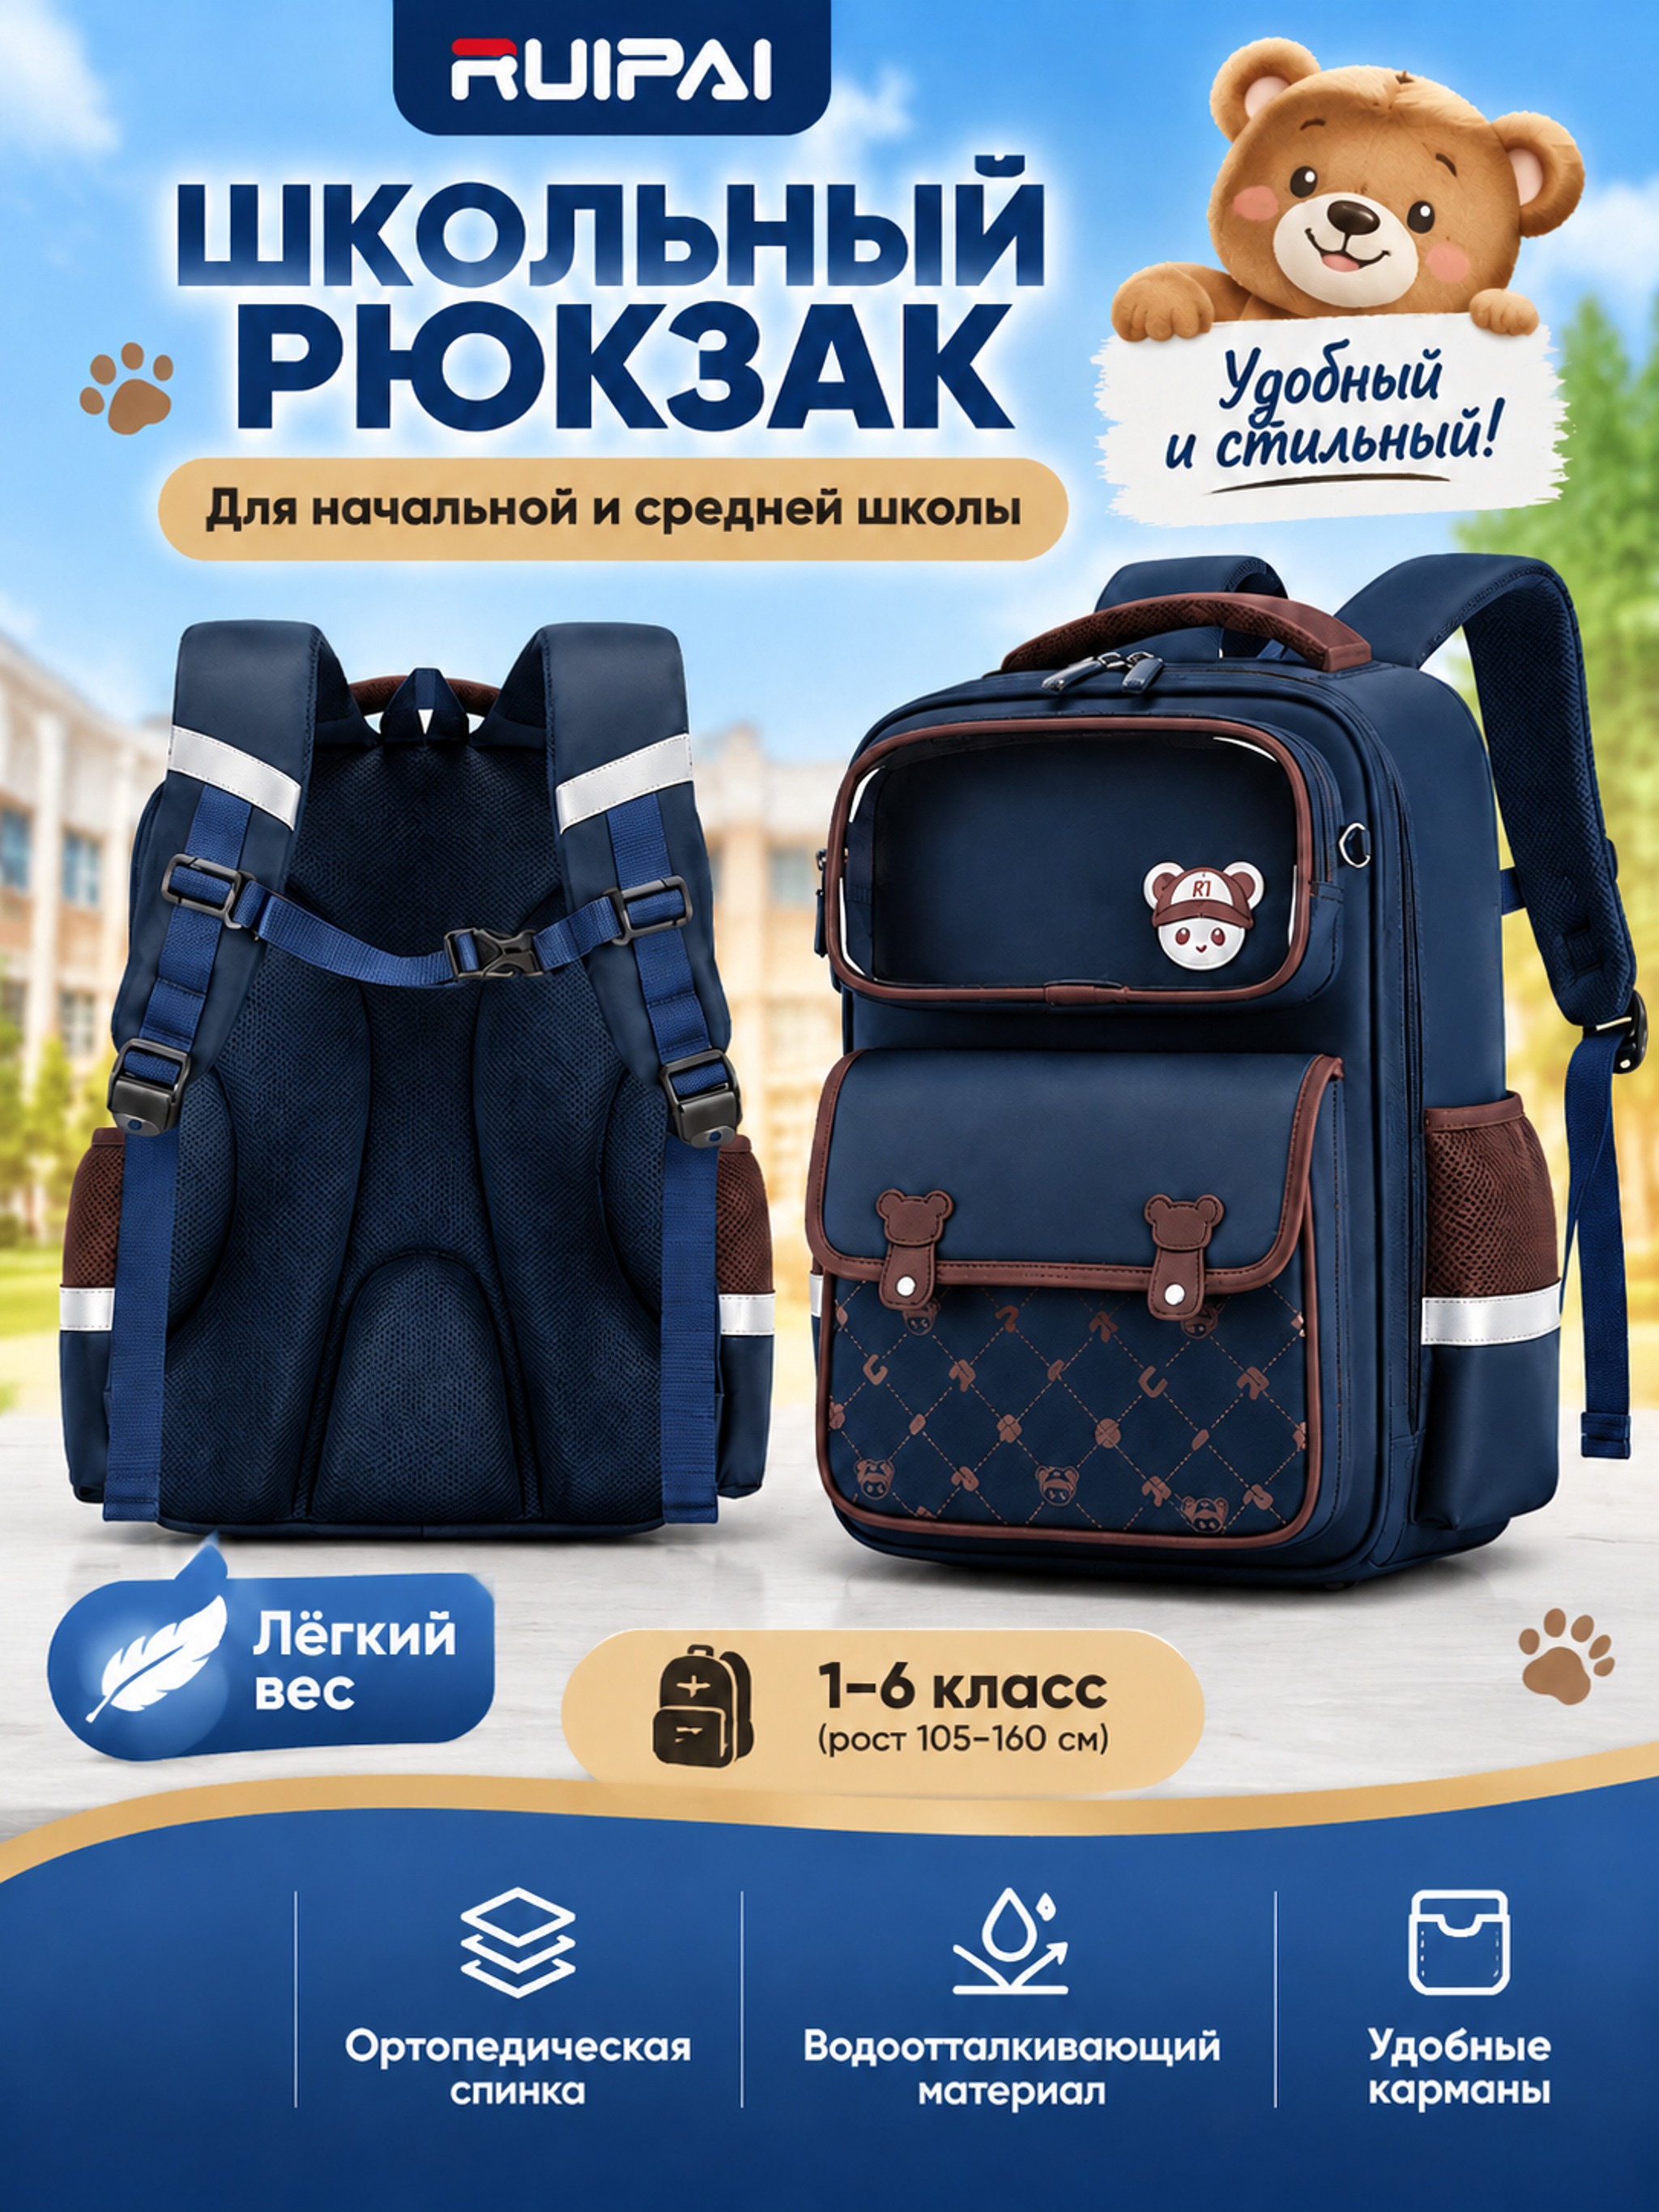 RUIPAI
ШКОЛЬНЫЙ
РЮКЗАК
Для начальной и средней школы
Удобный
и стильный!
R1
Лёгкий
вес
1–6 класс
(рост 105–160 см)
Ортопедическая
спинка
Водоотталкивающий
материал
Удобные
карманы